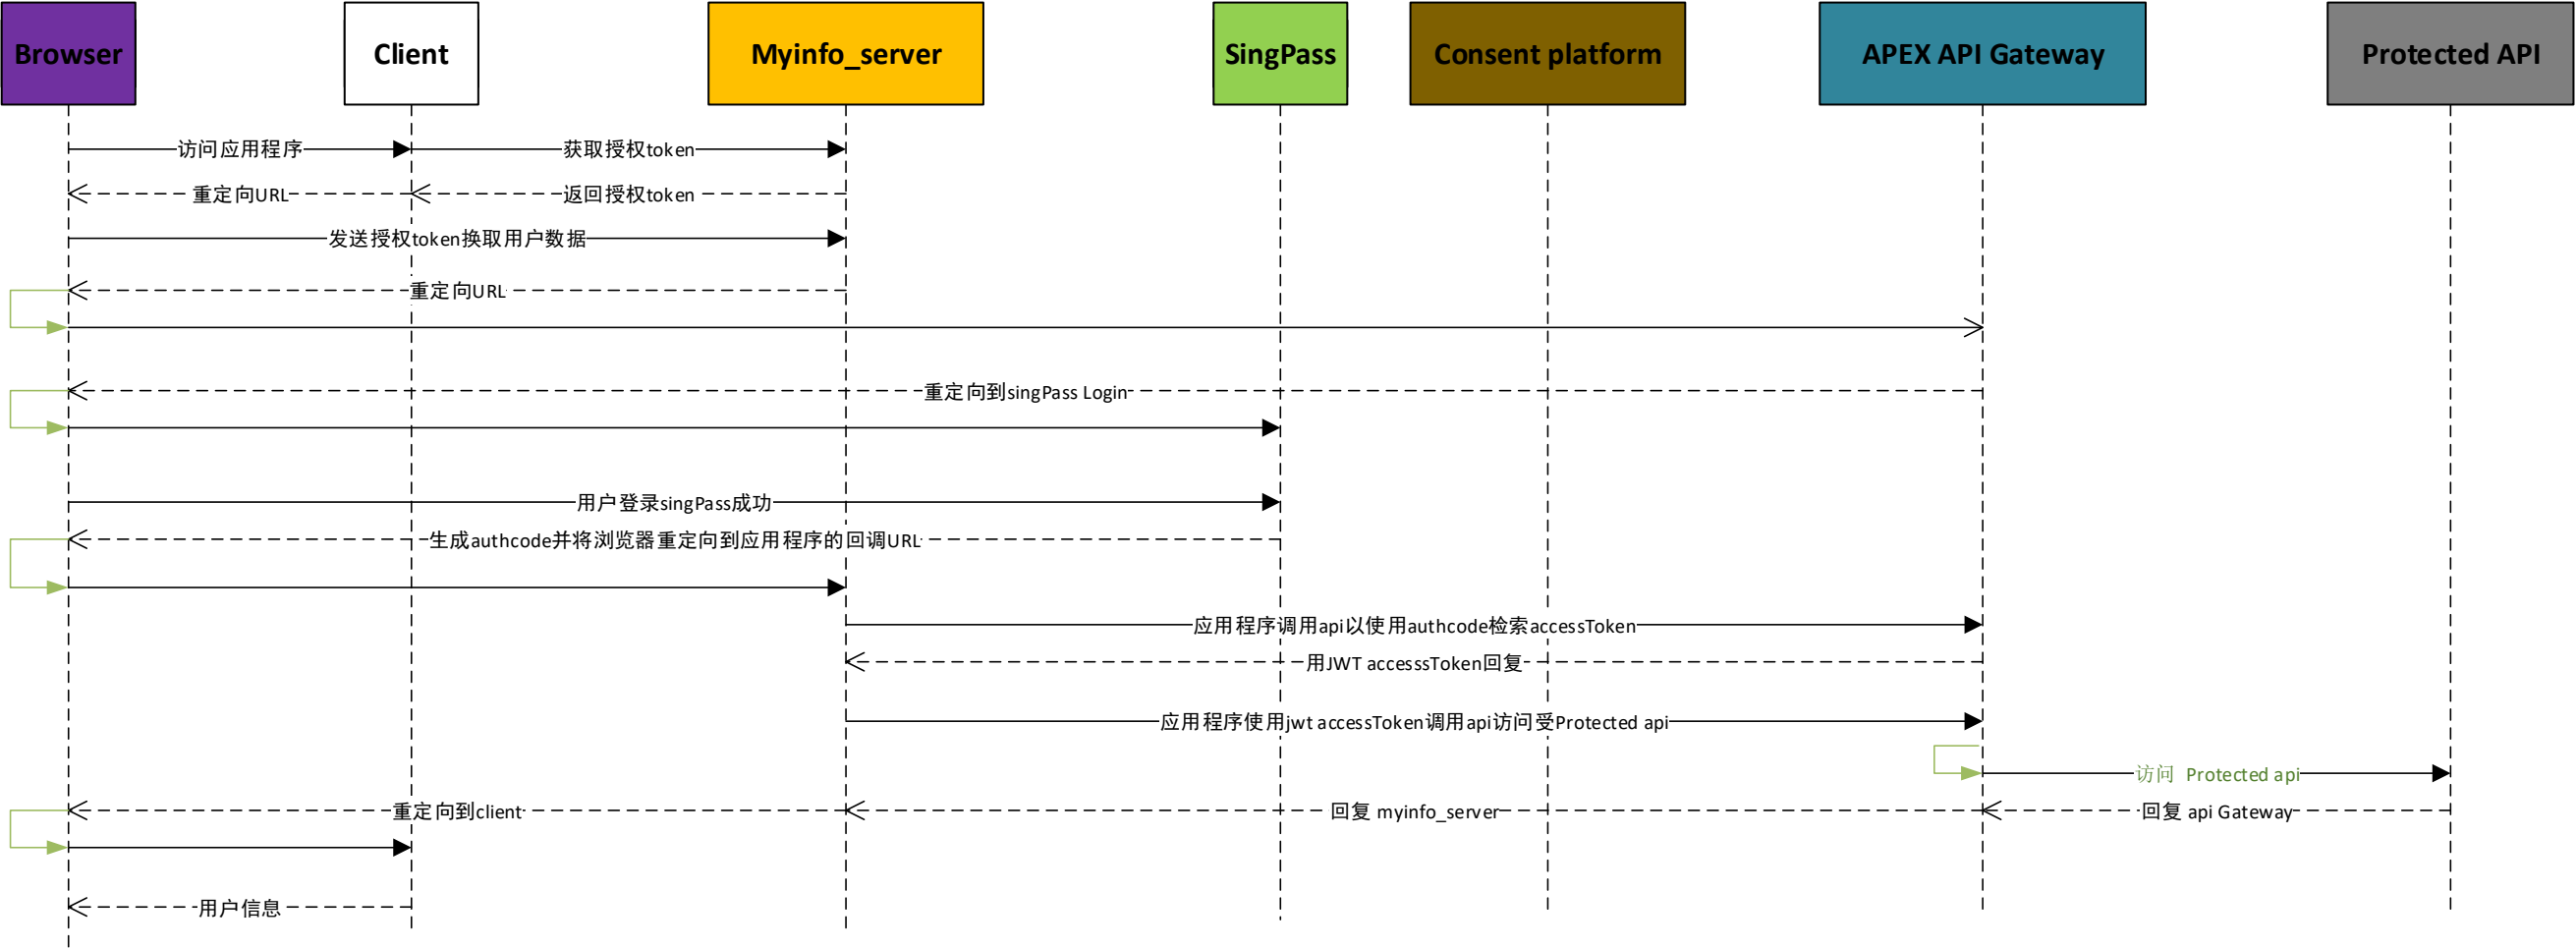 Browser
Client
Myinfo_server
SingPass
Consent platform
APEX API Gateway
Protected API
访问应用程序
获取授权token
重定向URL
返回授权token
发送授权token换取用户数据
重定向URL
重定向到singPass Login
用户登录singPass成功
生成authcode并将浏览器重定向到应用程序的回调URL
应用程序调用api以使用authcode检索accessToken
用JWT accesssToken回复
应用程序使用jwt accessToken调用api访问受Protected api
访问 Protected api
重定向到client
回复 myinfo_server
回复 api Gateway
用户信息